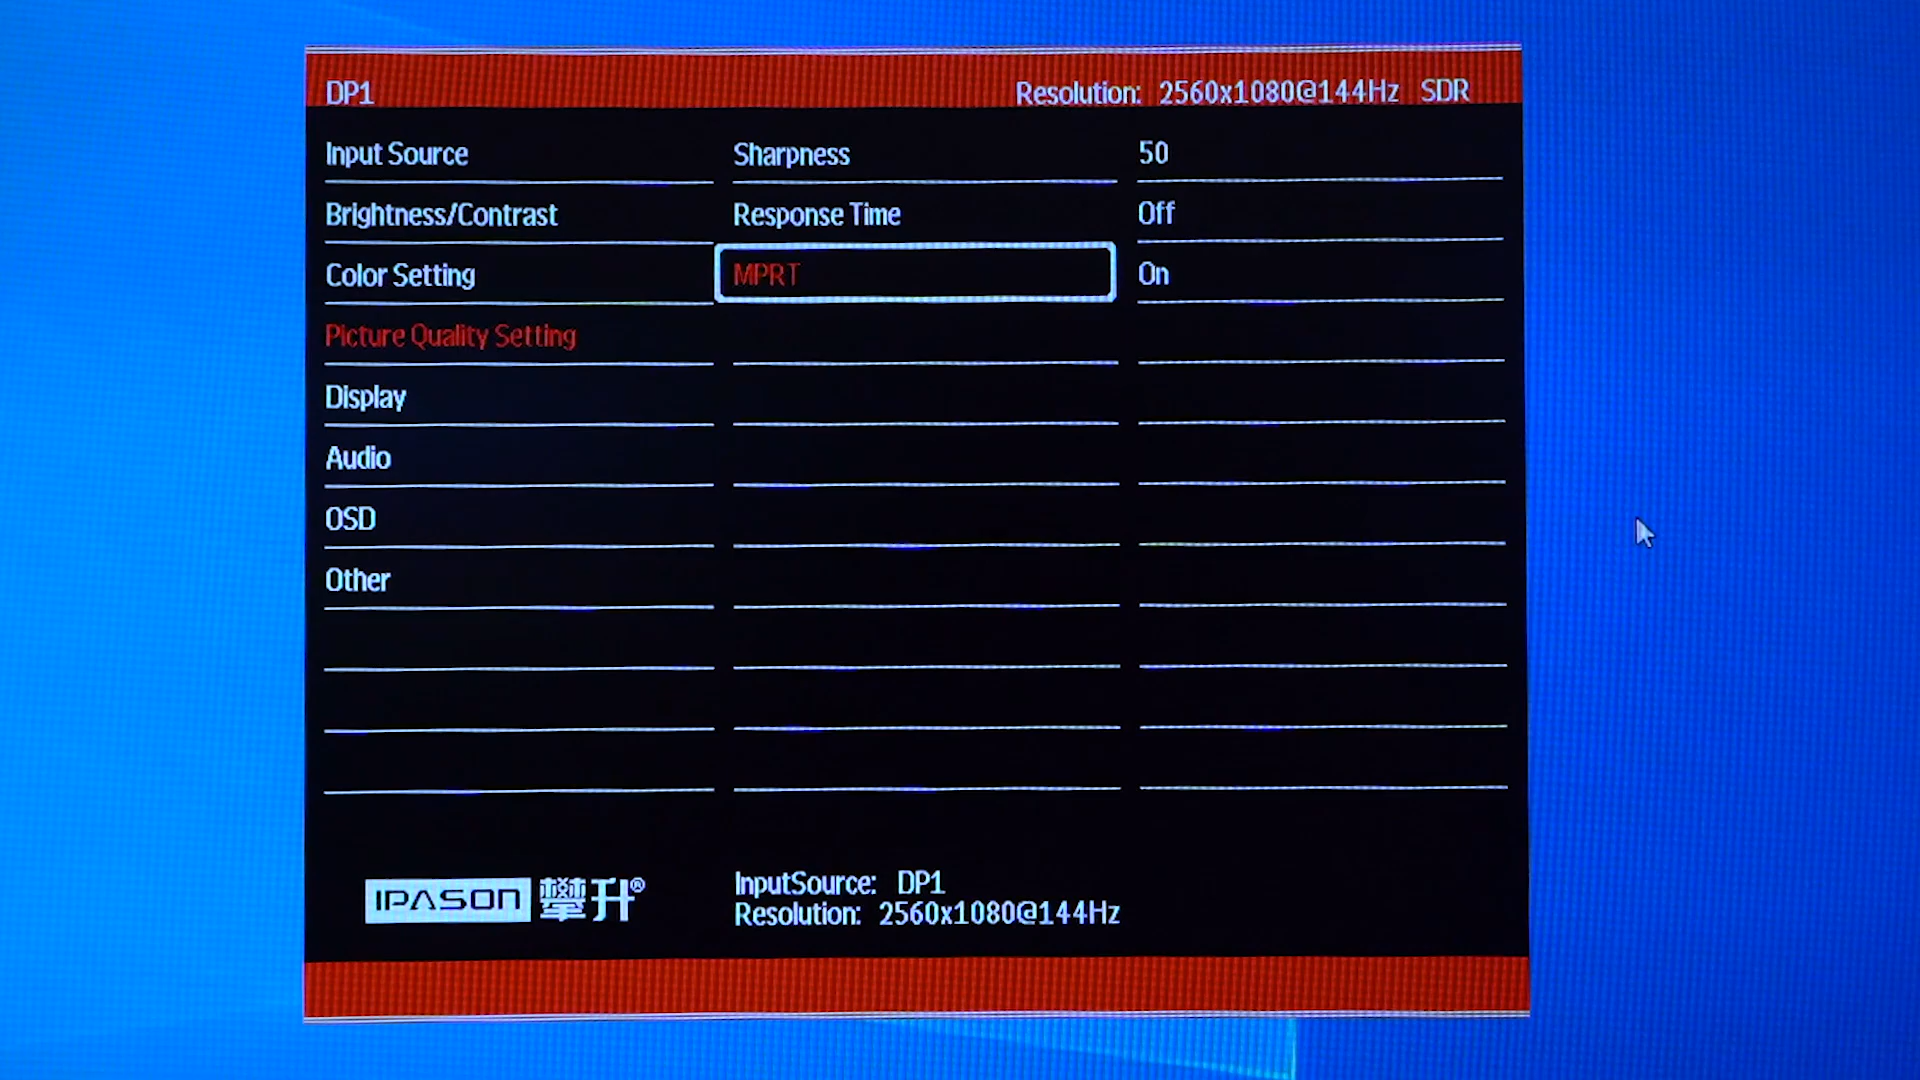 DP1 Resolution: 2560x1080@144Hz SDR
Input Source Sharpness 50
Brightness/Contrast Response Time Off
Color Setting MPRT On
Picture Quality Setting
Display
Audio
OSD
Other
IPASON 攀升®
InputSource: DP1
Resolution: 2560x1080@144Hz